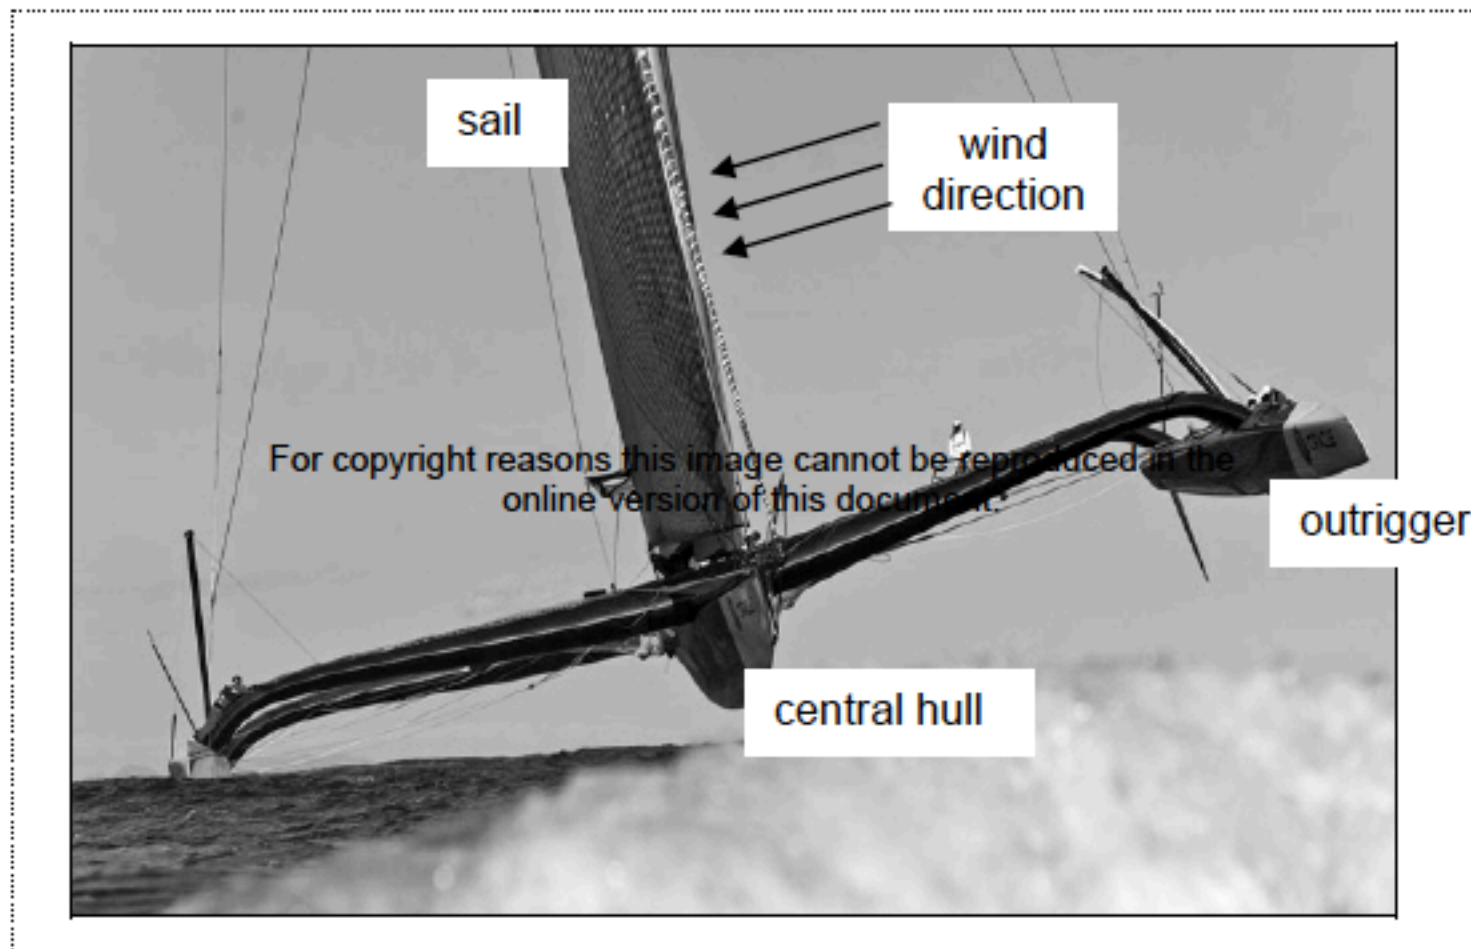 sail
wind
direction
For copyright reasons this image cannot be reproduced in the
online version of this document.
outrigger
central hull